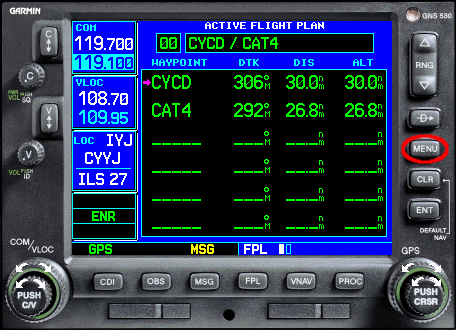 GARMIN
GNS 530
ACTIVE FLIGHT PLAN
COM
119.700
119.100
00 CYCD / CAT4
WAYPOINT DTK DIS ALT
CYCD 306°M 30.0nm 30.0nm
CAT4 292°M 26.8nm 26.8nm
VLOC
108.70
109.95
LOC IYJ
CYYJ
ILS 27
ENR
GPS MSG FPL
C
C
PWR
VOL
PUSH
SQ
V
V
VOL
PUSH
ID
COM
/VLOC
PUSH
C/V
RNG
D
MENU
CLR
ENT
DEFAULT
NAV
GPS
PUSH
CRSR
CDI OBS MSG FPL VNAV PROC